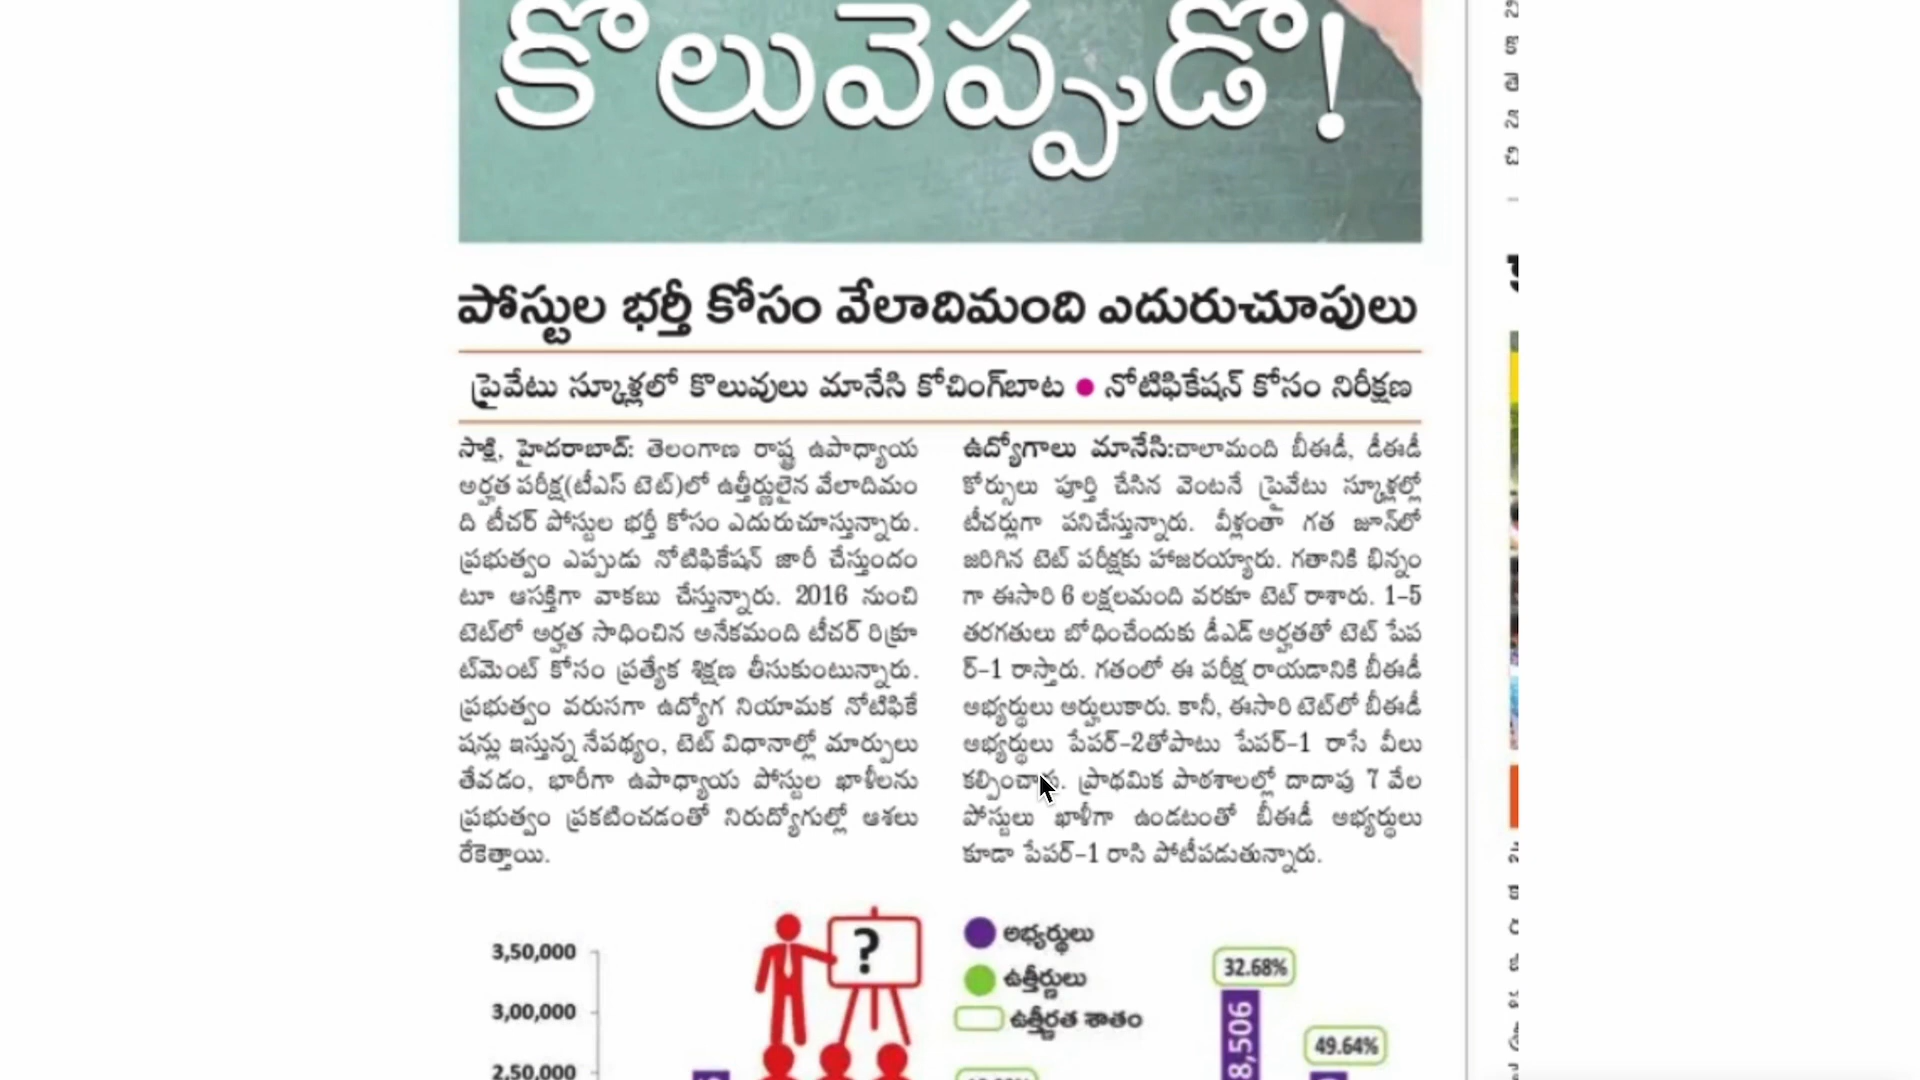 కొలువెప్పుడో!
పోస్టుల భర్తీ కోసం వేలాదిమంది ఎదురుచూపులు
ప్రైవేటు స్కూళ్లలో కొలువులు మానేసి కోచింగ్‌బాట ● నోటిఫికేషన్ కోసం నిరీక్షణ
సాక్షి, హైదరాబాద్: తెలంగాణ రాష్ట్ర ఉపాధ్యాయ
అర్హత పరీక్ష(టీఎస్ టెట్)లో ఉత్తీర్ణులైన వేలాదిమం
ది టీచర్ పోస్టుల భర్తీ కోసం ఎదురుచూస్తున్నారు.
ప్రభుత్వం ఎప్పుడు నోటిఫికేషన్ జారీ చేస్తుందం
టూ ఆసక్తిగా వాకబు చేస్తున్నారు. 2016 నుంచి
టెట్‌లో అర్హత సాధించిన అనేకమంది టీచర్ రిక్రూ
ట్‌మెంట్ కోసం ప్రత్యేక శిక్షణ తీసుకుంటున్నారు.
ప్రభుత్వం వరుసగా ఉద్యోగ నియామక నోటిఫికే
షన్లు ఇస్తున్న నేపథ్యం, టెట్ విధానాల్లో మార్పులు
తేవడం, భారీగా ఉపాధ్యాయ పోస్టుల ఖాళీలను
ప్రభుత్వం ప్రకటించడంతో నిరుద్యోగుల్లో ఆశలు
రేకెత్తాయి.
ఉద్యోగాలు మానేసి:చాలామంది బీఈడీ, డీఈడీ
కోర్సులు పూర్తి చేసిన వెంటనే ప్రైవేటు స్కూళ్లల్లో
టీచర్లుగా పనిచేస్తున్నారు. వీళ్లంతా గత జూన్‌లో
జరిగిన టెట్ పరీక్షకు హాజరయ్యారు. గతానికి భిన్నం
గా ఈసారి 6 లక్షలమంది వరకూ టెట్ రాశారు. 1-5
తరగతులు బోధించేందుకు డీఎడ్ అర్హతతో టెట్ పేప
ర్-1 రాస్తారు. గతంలో ఈ పరీక్ష రాయడానికి బీఈడీ
అభ్యర్థులు అర్హులుకారు. కానీ, ఈసారి టెట్‌లో బీఈడీ
అభ్యర్థులు పేపర్-2తోపాటు పేపర్-1 రాసే వీలు
కల్పించారు. ప్రాథమిక పాఠశాలల్లో దాదాపు 7 వేల
పోస్టులు ఖాళీగా ఉండటంతో బీఈడీ అభ్యర్థులు
కూడా పేపర్-1 రాసి పోటీపడుతున్నారు.
3,50,000
3,00,000
2,50,000
?
అభ్యర్థులు
ఉత్తీర్ణులు
ఉత్తీర్ణత శాతం
32.68%
8,506
49.64%